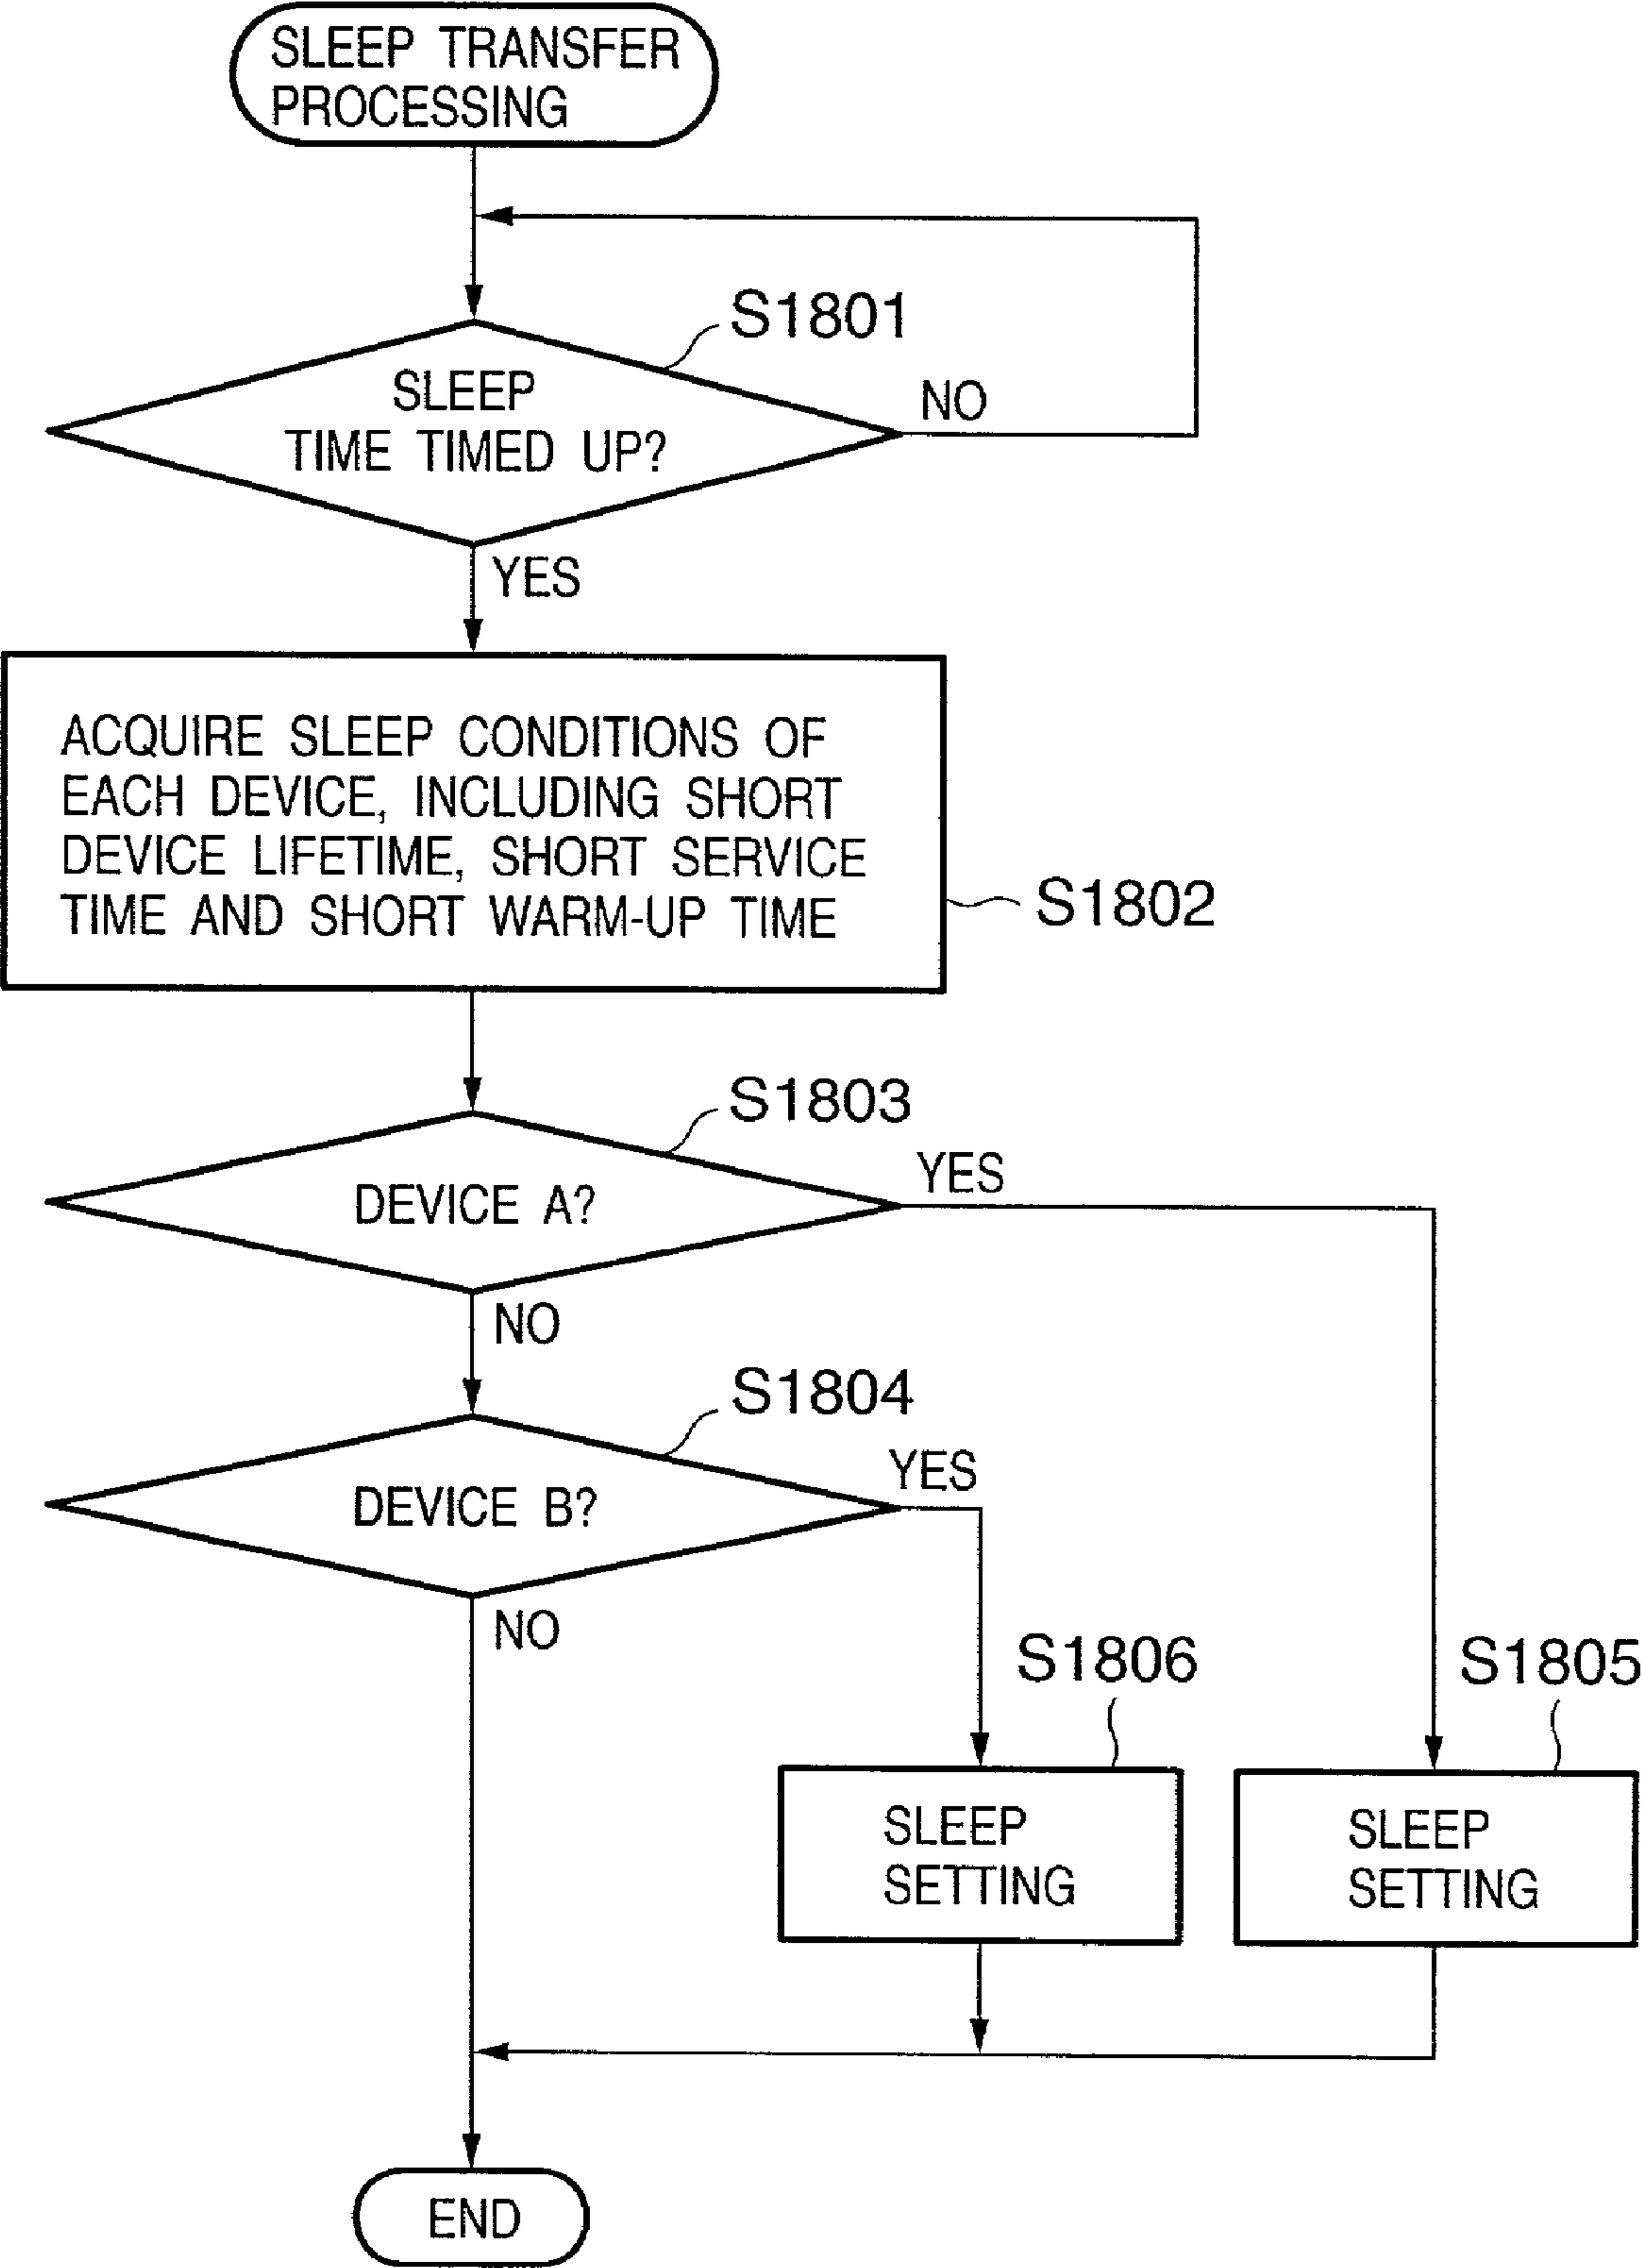 SLEEP TRANSFER
PROCESSING
S1801
SLEEP
TIME TIMED UP?
NO
YES
ACQUIRE SLEEP CONDITIONS OF
EACH DEVICE, INCLUDING SHORT
DEVICE LIFETIME, SHORT SERVICE
TIME AND SHORT WARM-UP TIME
S1802
S1803
DEVICE A?
YES
NO
S1804
DEVICE B?
YES
NO
S1806
SLEEP
SETTING
S1805
SLEEP
SETTING
END